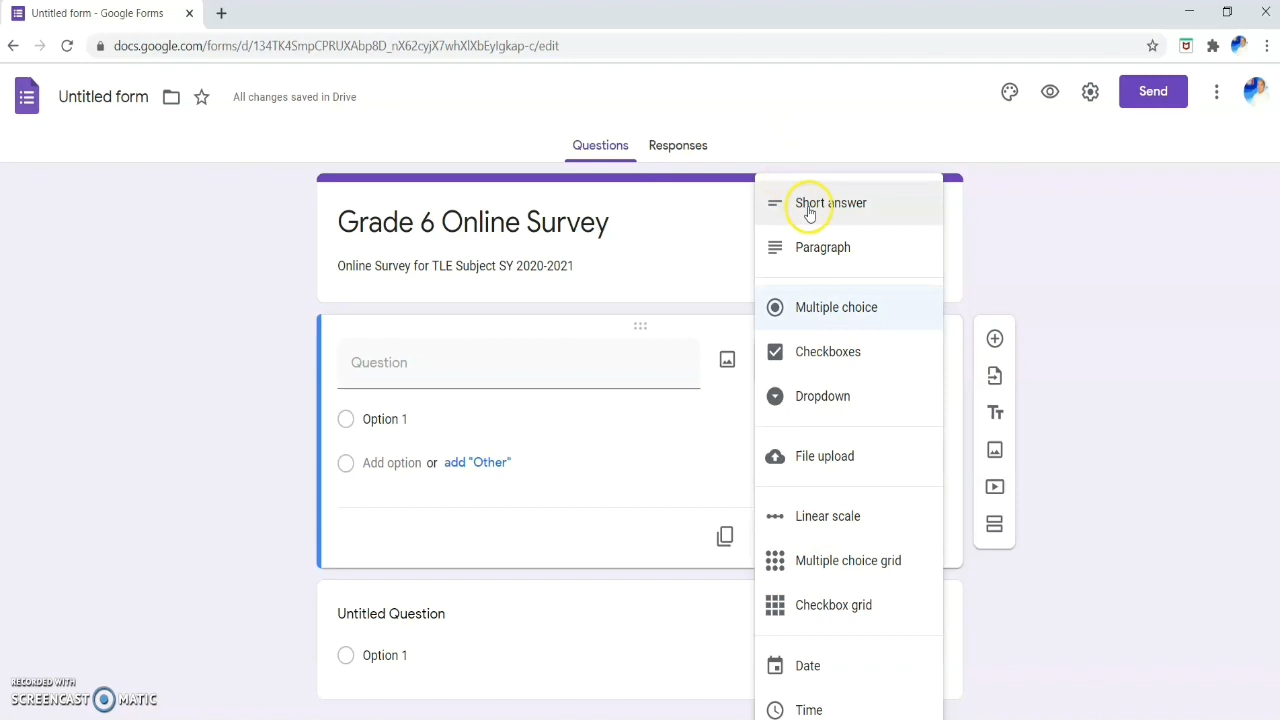 Untitled form - Google Forms
docs.google.com/forms/d/134TK4SmpCPRUXAbp8D_nX62cyjX7whXlXbEyIgkap-c/edit
Untitled form
All changes saved in Drive
Send
Questions
Responses
Grade 6 Online Survey
Online Survey for TLE Subject SY 2020-2021
Short answer
Paragraph
Multiple choice
Checkboxes
Dropdown
File upload
Linear scale
Multiple choice grid
Checkbox grid
Date
Time
Question
Option 1
Add option or add "Other"
Tт
Untitled Question
Option 1
RECORDED WITH
SCREENCAST MATIC